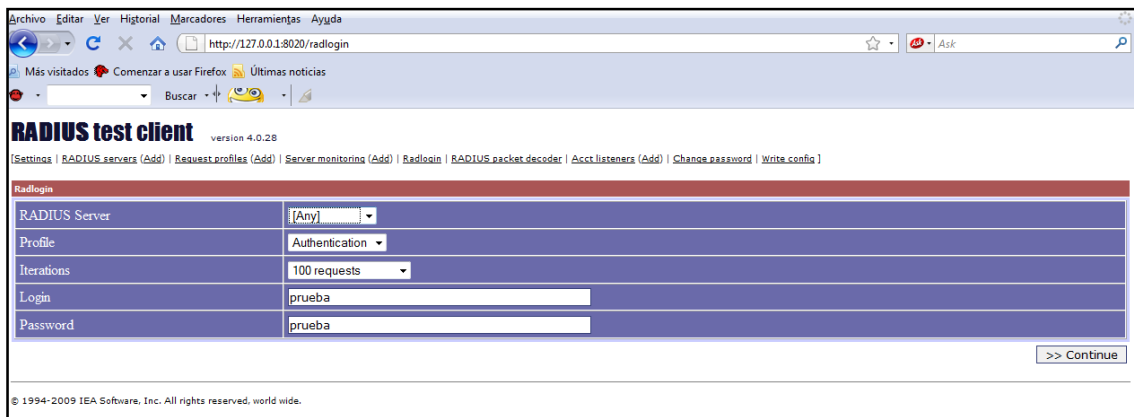 Archivo Editar Ver Historial Marcadores Herramientas Ayuda
http://127.0.0.1:8020/radlogin
Ask
Más visitados Comenzar a usar Firefox Últimas noticias
Buscar
RADIUS test client version 4.0.28
[Settings | RADIUS servers (Add) | Request profiles (Add) | Server monitoring (Add) | Radlogin | RADIUS packet decoder | Acct listeners (Add) | Change password | Write config ]
Radlogin
RADIUS Server [Any]
Profile Authentication
Iterations 100 requests
Login prueba
Password prueba
>> Continue
© 1994-2009 IEA Software, Inc. All rights reserved, world wide.